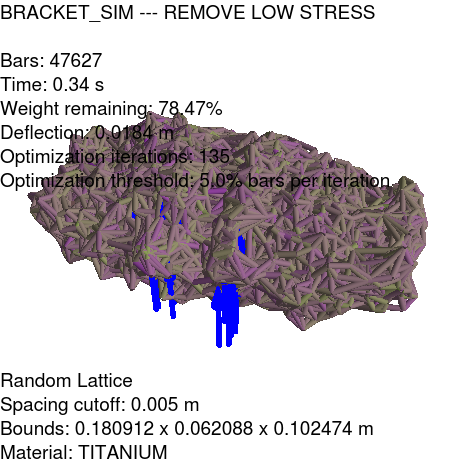 BRACKET_SIM --- REMOVE LOW STRESS
Bars: 47627
Time: 0.34 s
Weight remaining: 78.47%
Deflection: 0.0184 m
Optimization iterations: 135
Optimization threshold: 5.0% bars per iteration
Random Lattice
Spacing cutoff: 0.005 m
Bounds: 0.180912 x 0.062088 x 0.102474 m
Material: TITANIUM